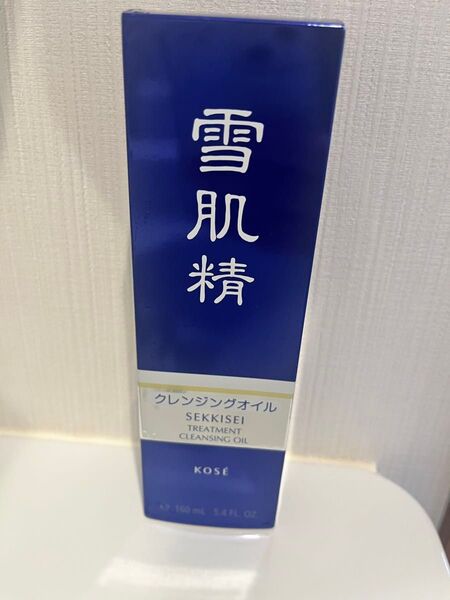 雪肌精
クレンジングオイル
SEKKISEI
TREATMENT
CLEANSING OIL
KOSÉ
160 mL 5.4 FL. OZ.